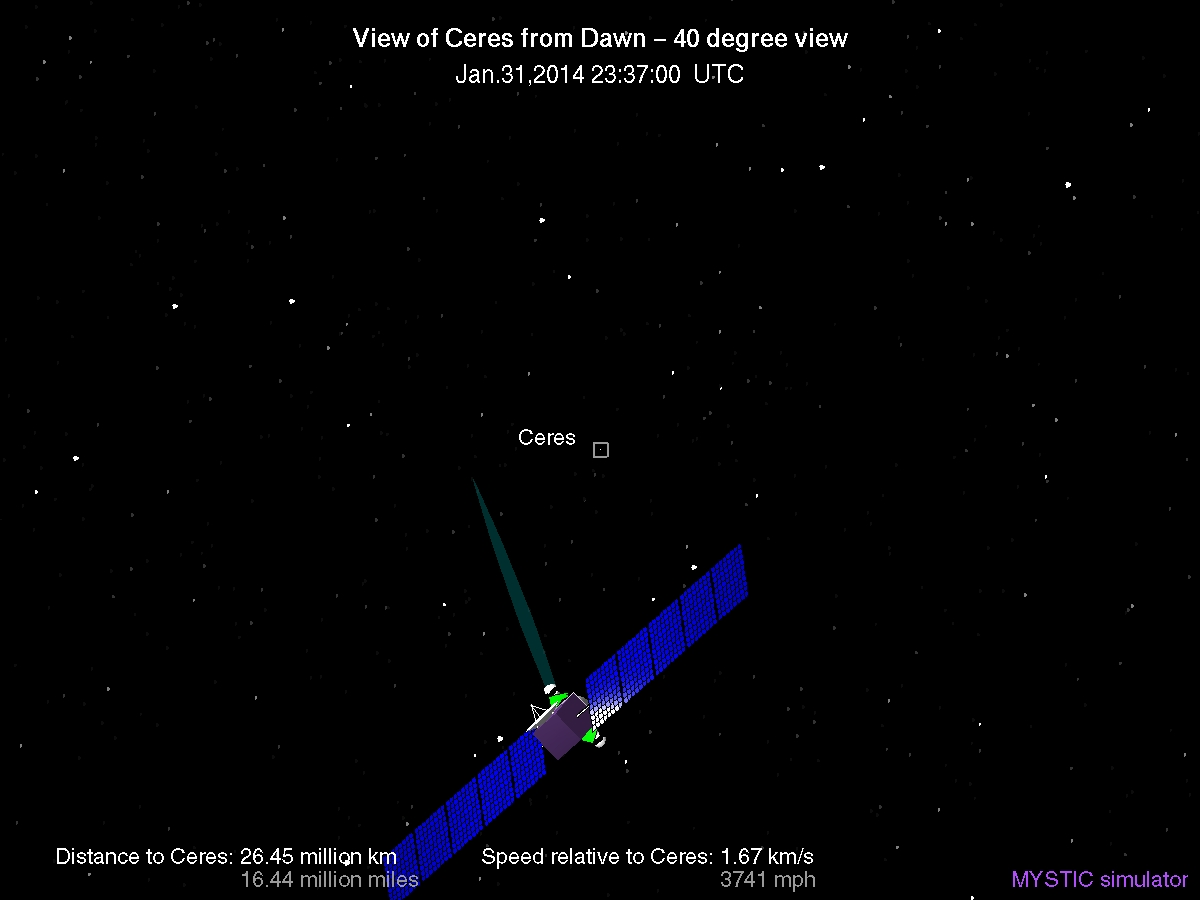 View of Ceres from Dawn – 40 degree view
Jan.31,2014 23:37:00 UTC
Ceres
Distance to Ceres: 26.45 million km
16.44 million miles
Speed relative to Ceres: 1.67 km/s
3741 mph
MYSTIC simulator